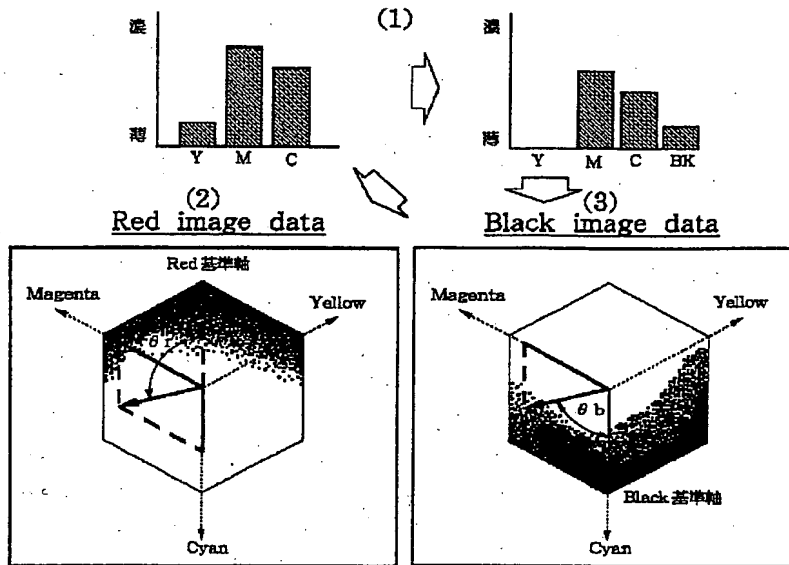 (1)
濃
薄
Y M C
濃
薄
Y M C BK
(2)
Red image data
(3)
Black image data
Red 基準軸
Magenta
Yellow
θ r
Cyan
Magenta
Yellow
θ b
Black 基準軸
Cyan